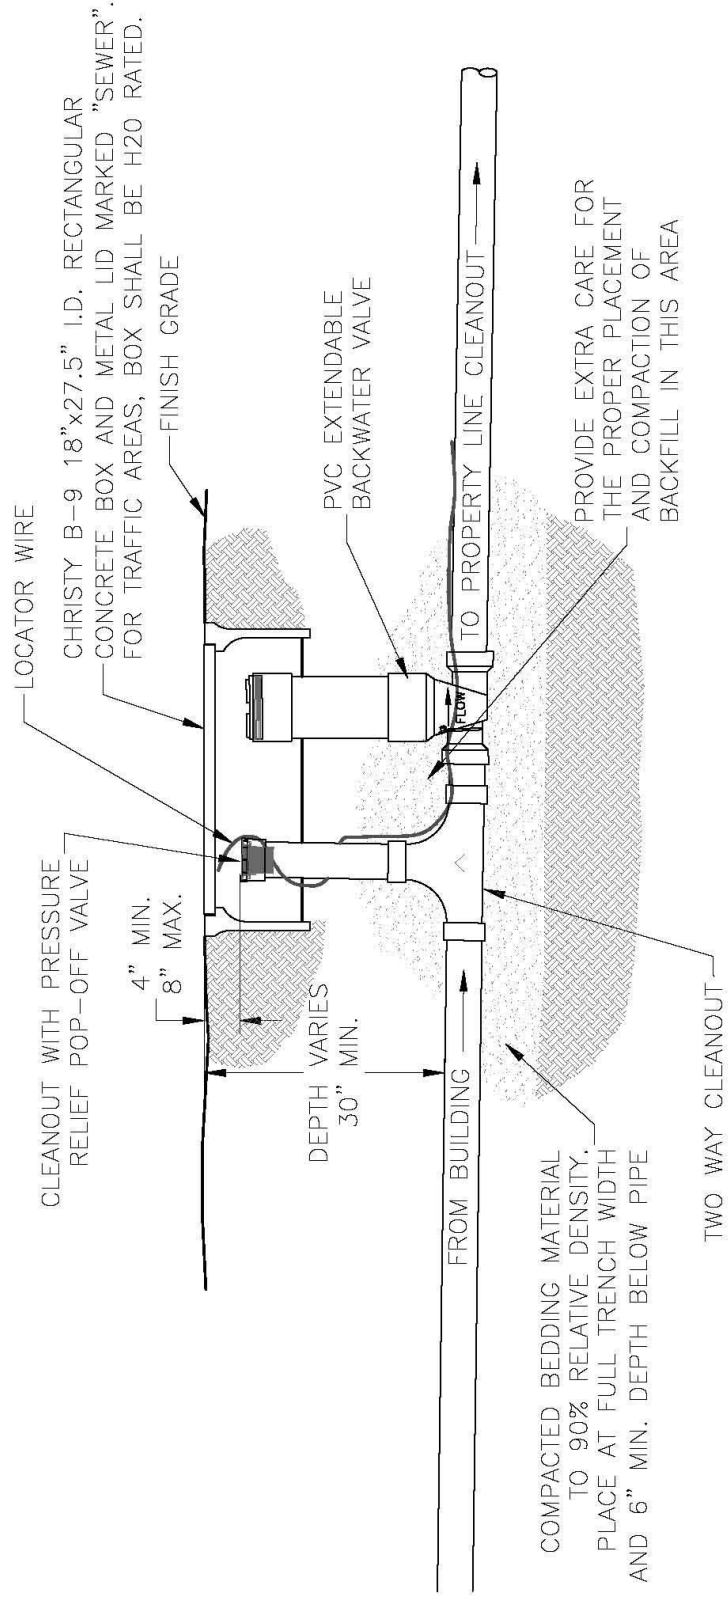 CLEANOUT WITH PRESSURE
RELIEF POP-OFF VALVE
LOCATOR WIRE
CHRISTY B-9 18"x27.5" I.D. RECTANGULAR
CONCRETE BOX AND METAL LID MARKED "SEWER".
FOR TRAFFIC AREAS, BOX SHALL BE H20 RATED.
FINISH GRADE
4" MIN.
8" MAX.
DEPTH VARIES
30" MIN.
PVC EXTENDABLE
BACKWATER VALVE
FLOW
FROM BUILDING
TO PROPERTY LINE CLEANOUT
COMPACTED BEDDING MATERIAL
TO 90% RELATIVE DENSITY.
PLACE AT FULL TRENCH WIDTH
AND 6" MIN. DEPTH BELOW PIPE
TWO WAY CLEANOUT
PROVIDE EXTRA CARE FOR
THE PROPER PLACEMENT
AND COMPACTION OF
BACKFILL IN THIS AREA